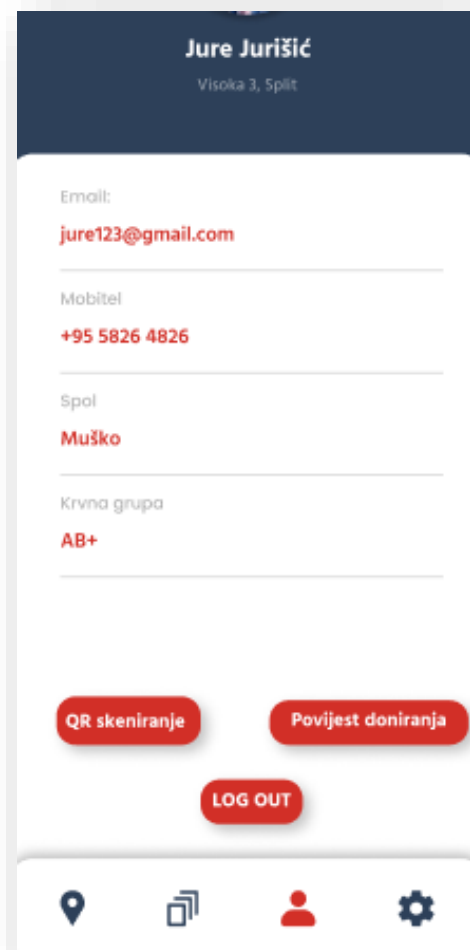 Jure Jurišić
Visoka 3, Split
Email:
jure123@gmail.com
Mobitel
+95 5826 4826
Spol
Muško
Krvna grupa
AB+
QR skeniranje
Povijest doniranja
LOG OUT